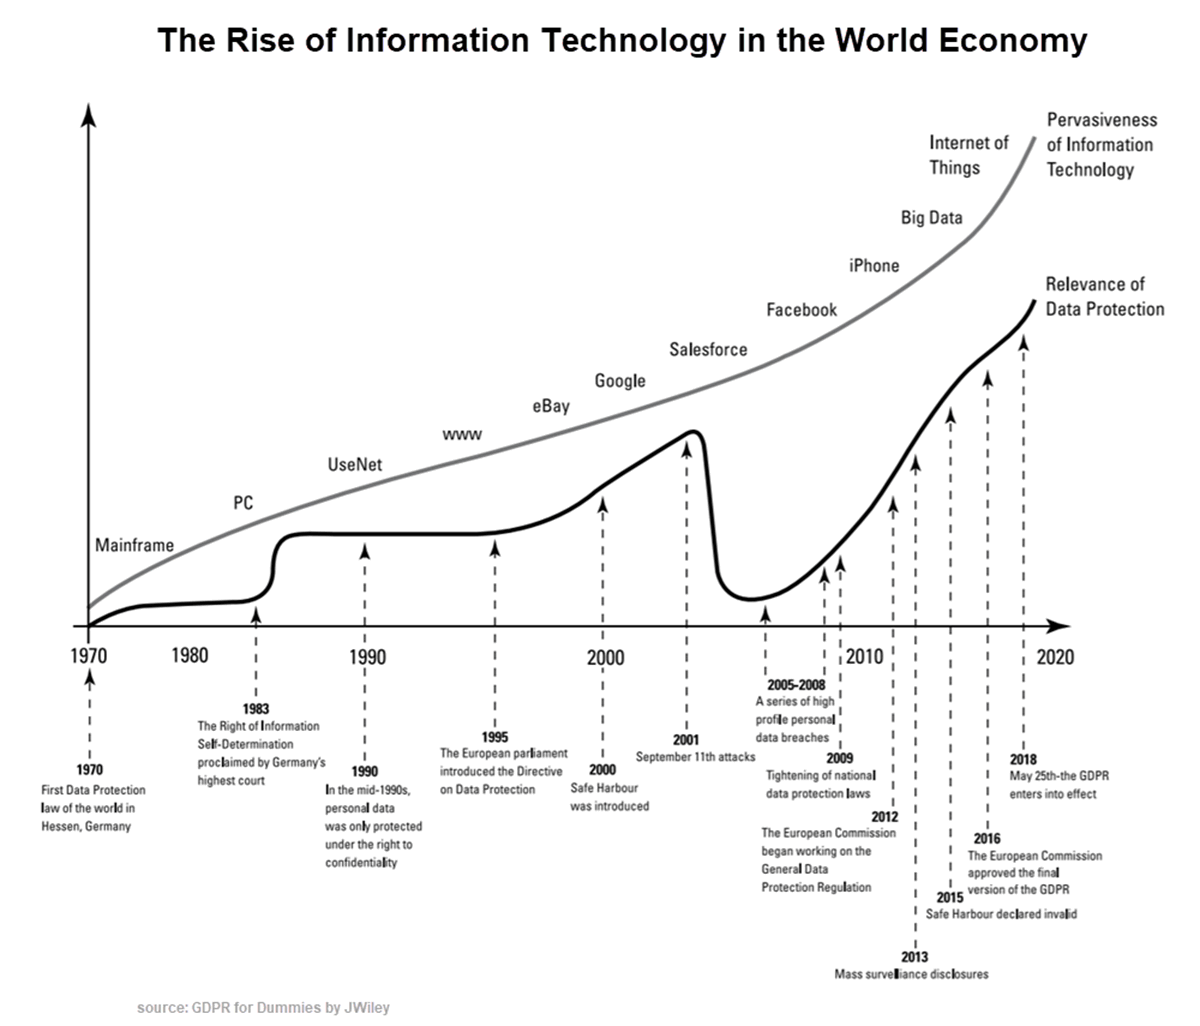 The Rise of Information Technology in the World Economy
Pervasiveness
of Information
Technology
Internet of
Things
Big Data
iPhone
Relevance of
Data Protection
Facebook
Salesforce
Google
eBay
www
UseNet
PC
Mainframe
1970
1980
1990
2000
2010
2020
1970
First Data Protection
law of the world in
Hessen, Germany
1983
The Right of Information
Self-Determination
proclaimed by Germany's
highest court
1990
In the mid-1990s,
personal data
was only protected
under the right to
confidentiality
1995
The European parliament
introduced the Directive
on Data Protection
2000
Safe Harbour
was introduced
2001
September 11th attacks
2005-2008
A series of high
profile personal
data breaches
2009
Tightening of national
data protection laws
2012
The European Commission
began working on the
General Data
Protection Regulation
2013
Mass surveillance disclosures
2015
Safe Harbour declared invalid
2016
The European Commission
approved the final
version of the GDPR
2018
May 25th-the GDPR
enters into effect
source: GDPR for Dummies by JWiley